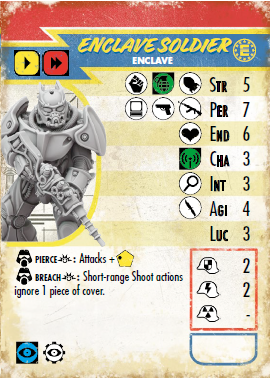 ENCLAVE SOLDIER
E
ENCLAVE
STR 5
PER 7
END 6
CHA 3
INT 3
AGI 4
LUC 3
PIERCE: Attacks +
BREACH: Short-range Shoot actions
ignore 1 piece of cover.
2
2
-